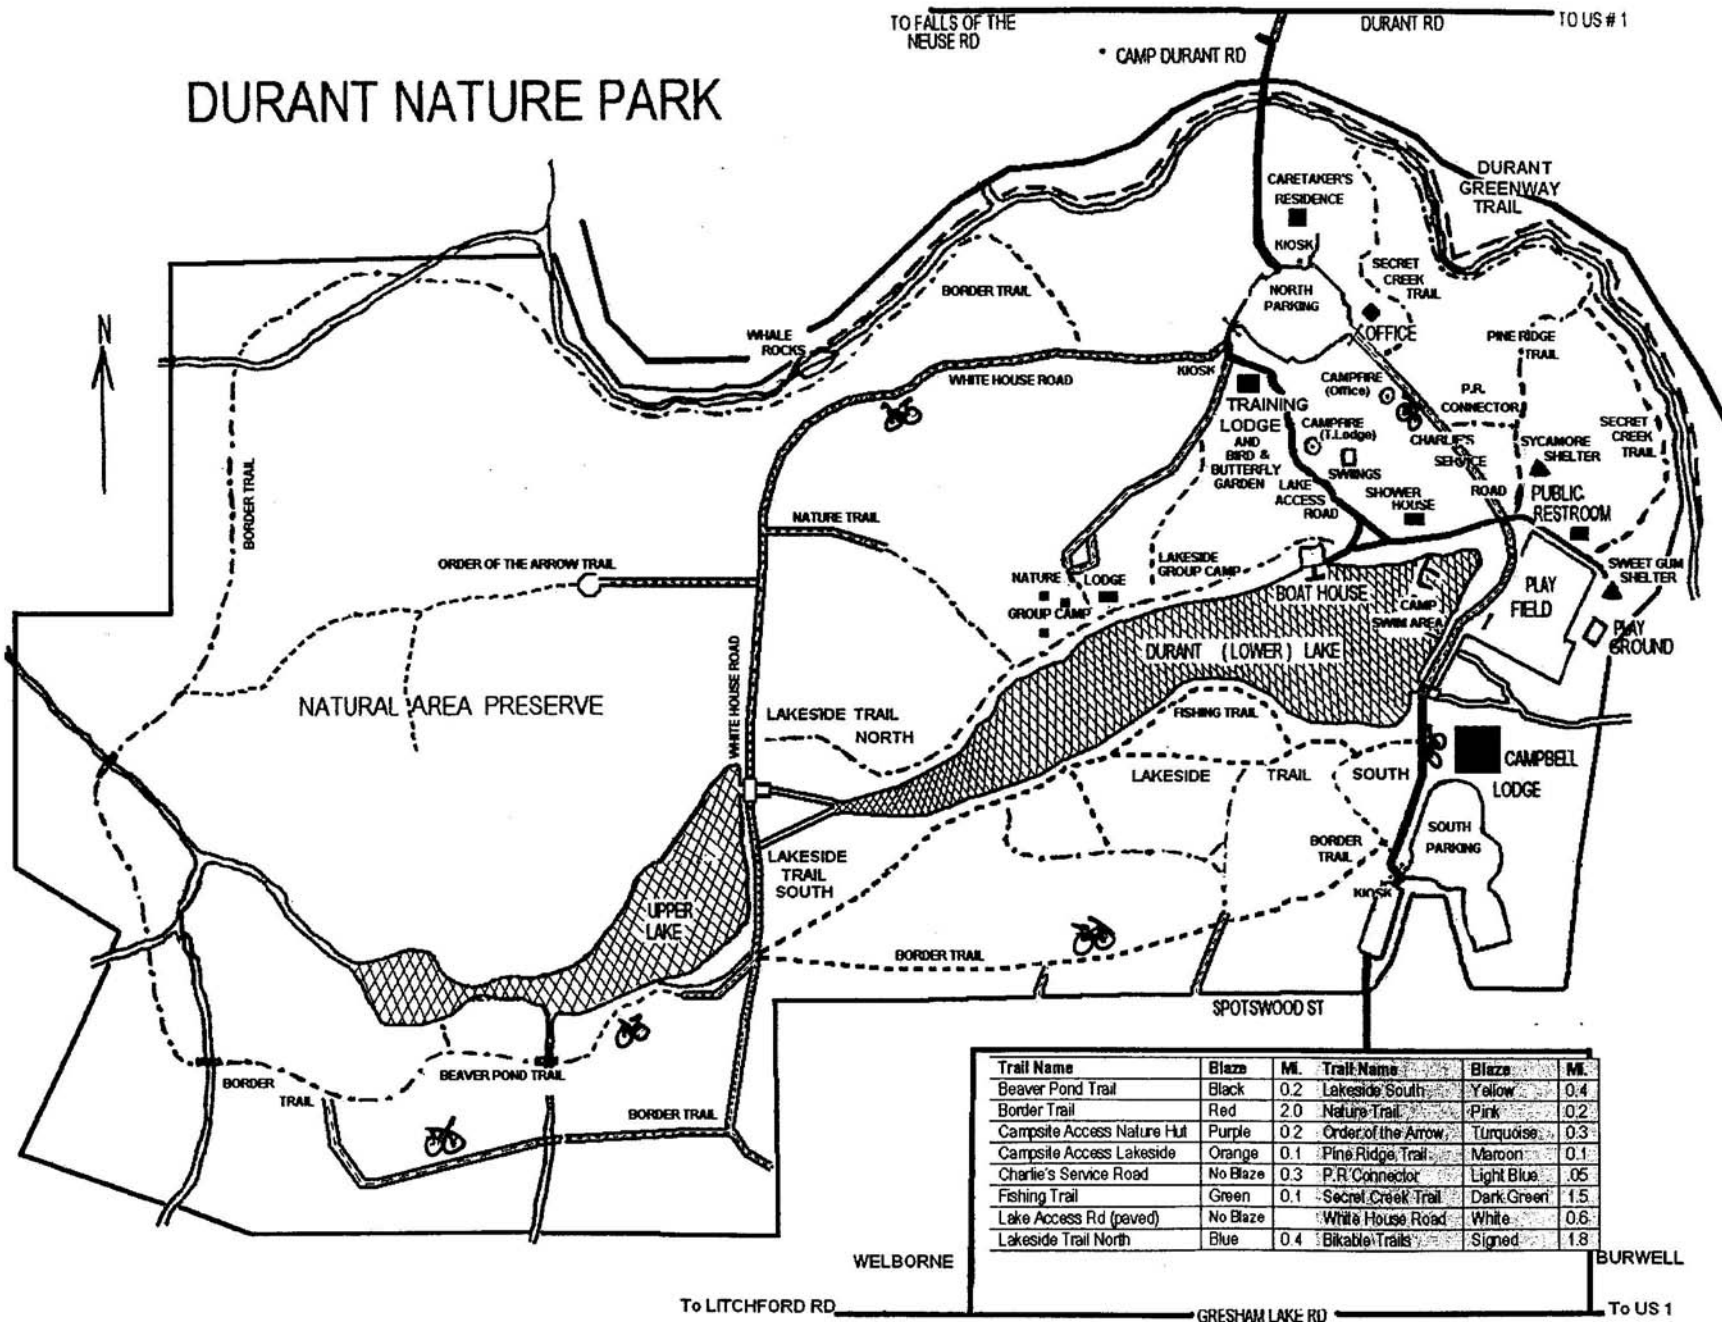 TO FALLS OF THE
NEUSE RD
DURANT RD
TO US # 1
CAMP DURANT RD
DURANT NATURE PARK
DURANT
GREENWAY
TRAIL
CARETAKER'S
RESIDENCE
KIOSK
NORTH
PARKING
SECRET
CREEK
TRAIL
OFFICE
BORDER TRAIL
N
WHALE
ROCKS
PINE RIDGE
TRAIL
WHITE HOUSE ROAD
KIOSK
CAMPFIRE
(Office)
P.R.
CONNECTOR
TRAINING
LODGE
AND
BIRD &
BUTTERFLY
GARDEN
CAMPFIRE
(T.Lodge)
SWINGS
CHARLIE'S
SERVICE
ROAD
SYCAMORE
SHELTER
SECRET
CREEK
TRAIL
LAKE
ACCESS
ROAD
SHOWER
HOUSE
PUBLIC
RESTROOM
BORDER TRAIL
NATURE TRAIL
ORDER OF THE ARROW TRAIL
LAKESIDE
GROUP CAMP
NATURE
LODGE
GROUP CAMP
BOAT HOUSE
CAMP
SWIM AREA
SWEET GUM
SHELTER
PLAY
FIELD
PLAY
GROUND
DURANT (LOWER) LAKE
NATURAL AREA PRESERVE
WHITE HOUSE ROAD
LAKESIDE TRAIL
NORTH
FISHING TRAIL
LAKESIDE TRAIL SOUTH
CAMPBELL
LODGE
SOUTH
PARKING
BORDER
TRAIL
KIOSK
LAKESIDE
TRAIL
SOUTH
UPPER
LAKE
BORDER TRAIL
SPOTSWOOD ST
BEAVER POND TRAIL
BORDER
TRAIL
BORDER TRAIL
Trail Name Blaze Mi. Trail Name Blaze Mi.
Beaver Pond Trail Black 0.2 Lakeside South Yellow 0.4
Border Trail Red 2.0 Nature Trail Pink 0.2
Campsite Access Nature Hut Purple 0.2 Order of the Arrow Turquoise 0.3
Campsite Access Lakeside Orange 0.1 Pine Ridge Trail Maroon 0.1
Charlie's Service Road No Blaze 0.3 P.R Connector Light Blue .05
Fishing Trail Green 0.1 Secret Creek Trail Dark Green 1.5
Lake Access Rd (paved) No Blaze White House Road White 0.6
Lakeside Trail North Blue 0.4 Bikable Trails Signed 1.8
WELBORNE
BURWELL
To LITCHFORD RD
GRESHAM LAKE RD
To US 1